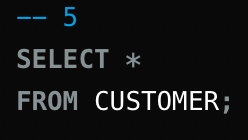 -- 5
SELECT *
FROM CUSTOMER;